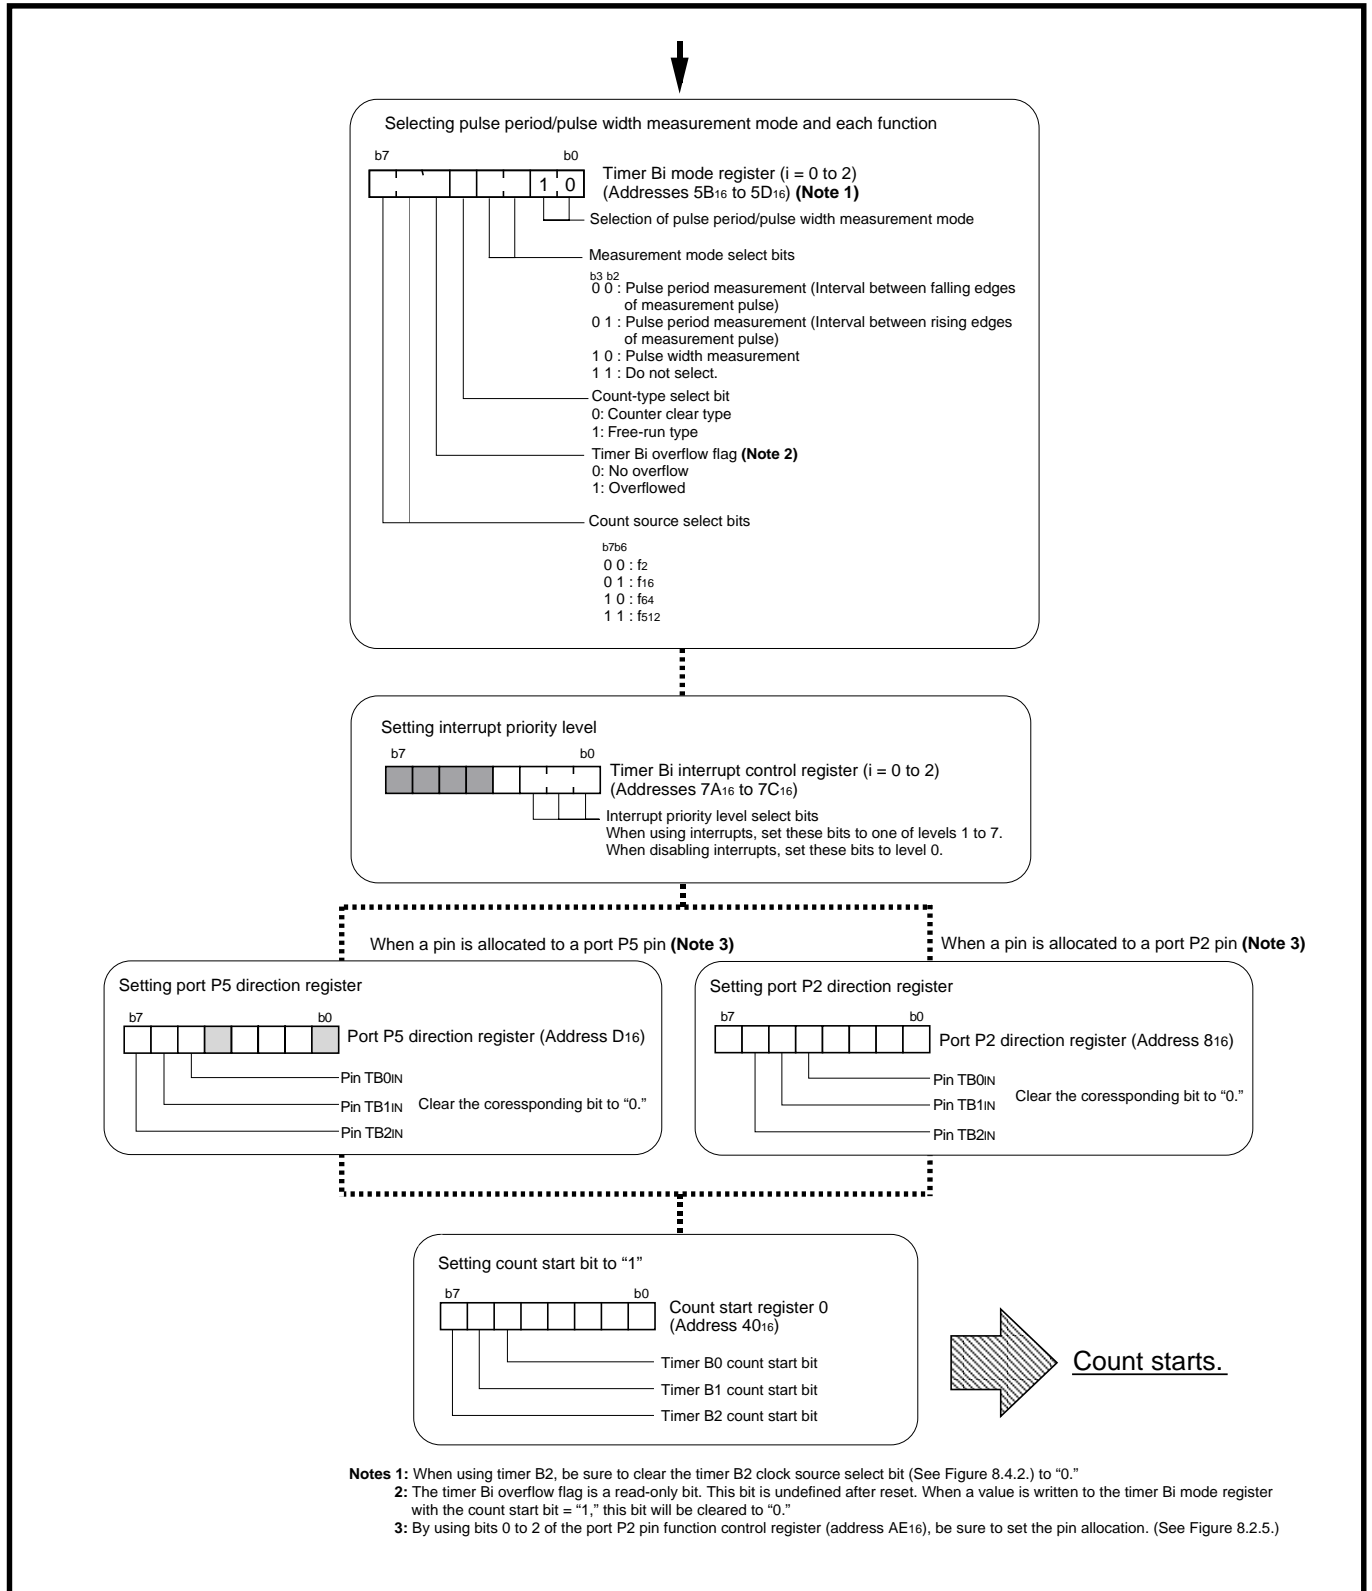 Selecting pulse period/pulse width measurement mode and each function
b7 b0
1 0
Timer Bi mode register (i = 0 to 2)
(Addresses 5B16 to 5D16) (Note 1)
Selection of pulse period/pulse width measurement mode
Measurement mode select bits
b3 b2
0 0 : Pulse period measurement (Interval between falling edges
of measurement pulse)
0 1 : Pulse period measurement (Interval between rising edges
of measurement pulse)
1 0 : Pulse width measurement
1 1 : Do not select.
Count-type select bit
0: Counter clear type
1: Free-run type
Timer Bi overflow flag (Note 2)
0: No overflow
1: Overflowed
Count source select bits
b7b6
0 0 : f2
0 1 : f16
1 0 : f64
1 1 : f512
Setting interrupt priority level
b7 b0
Timer Bi interrupt control register (i = 0 to 2)
(Addresses 7A16 to 7C16)
Interrupt priority level select bits
When using interrupts, set these bits to one of levels 1 to 7.
When disabling interrupts, set these bits to level 0.
When a pin is allocated to a port P5 pin (Note 3)
Setting port P5 direction register
b7 b0
Port P5 direction register (Address D16)
Pin TB0IN
Pin TB1IN Clear the coressponding bit to “0.”
Pin TB2IN
When a pin is allocated to a port P2 pin (Note 3)
Setting port P2 direction register
b7 b0
Port P2 direction register (Address 816)
Pin TB0IN
Clear the coressponding bit to “0.”
Pin TB1IN
Pin TB2IN
Setting count start bit to “1”
b7 b0
Count start register 0
(Address 4016)
Timer B0 count start bit
Timer B1 count start bit
Timer B2 count start bit
Count starts.
Notes 1: When using timer B2, be sure to clear the timer B2 clock source select bit (See Figure 8.4.2.) to “0.”
2: The timer Bi overflow flag is a read-only bit. This bit is undefined after reset. When a value is written to the timer Bi mode register
with the count start bit = “1,” this bit will be cleared to “0.”
3: By using bits 0 to 2 of the port P2 pin function control register (address AE16), be sure to set the pin allocation. (See Figure 8.2.5.)